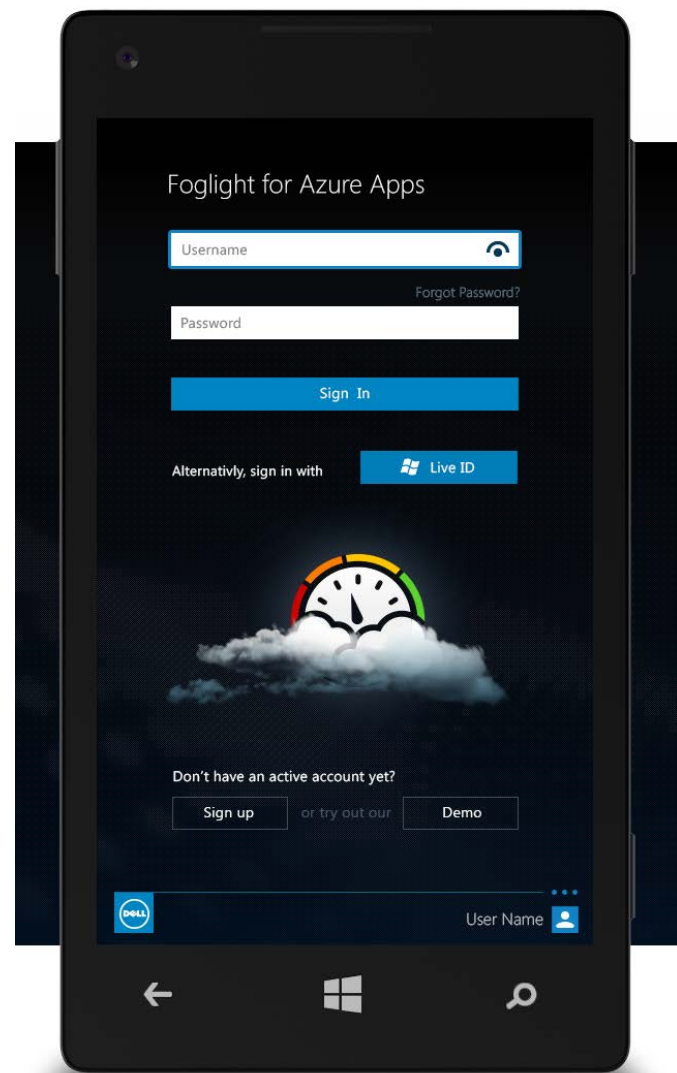 Foglight for Azure Apps
Username
Forgot Password?
Password
Sign In
Alternativly, sign in with
Live ID
Don't have an active account yet?
Sign up or try out our Demo
DELL
User Name